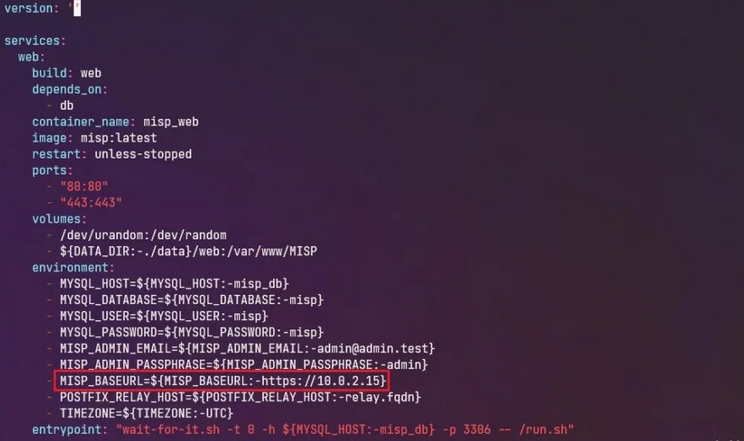 version: ''
services:
  web:
    build: web
    depends_on:
      - db
    container_name: misp_web
    image: misp:latest
    restart: unless-stopped
    ports:
      - "80:80"
      - "443:443"
    volumes:
      - /dev/urandom:/dev/random
      - ${DATA_DIR:-./data}/web:/var/www/MISP
    environment:
      - MYSQL_HOST=${MYSQL_HOST:-misp_db}
      - MYSQL_DATABASE=${MYSQL_DATABASE:-misp}
      - MYSQL_USER=${MYSQL_USER:-misp}
      - MYSQL_PASSWORD=${MYSQL_PASSWORD:-misp}
      - MISP_ADMIN_EMAIL=${MISP_ADMIN_EMAIL:-admin@admin.test}
      - MISP_ADMIN_PASSPHRASE=${MISP_ADMIN_PASSPHRASE:-admin}
      - MISP_BASEURL=${MISP_BASEURL:-https://10.0.2.15}
      - POSTFIX_RELAY_HOST=${POSTFIX_RELAY_HOST:-relay.fqdn}
      - TIMEZONE=${TIMEZONE:-UTC}
    entrypoint: "wait-for-it.sh -t 0 -h ${MYSQL_HOST:-misp_db} -p 3306 -- /run.sh"